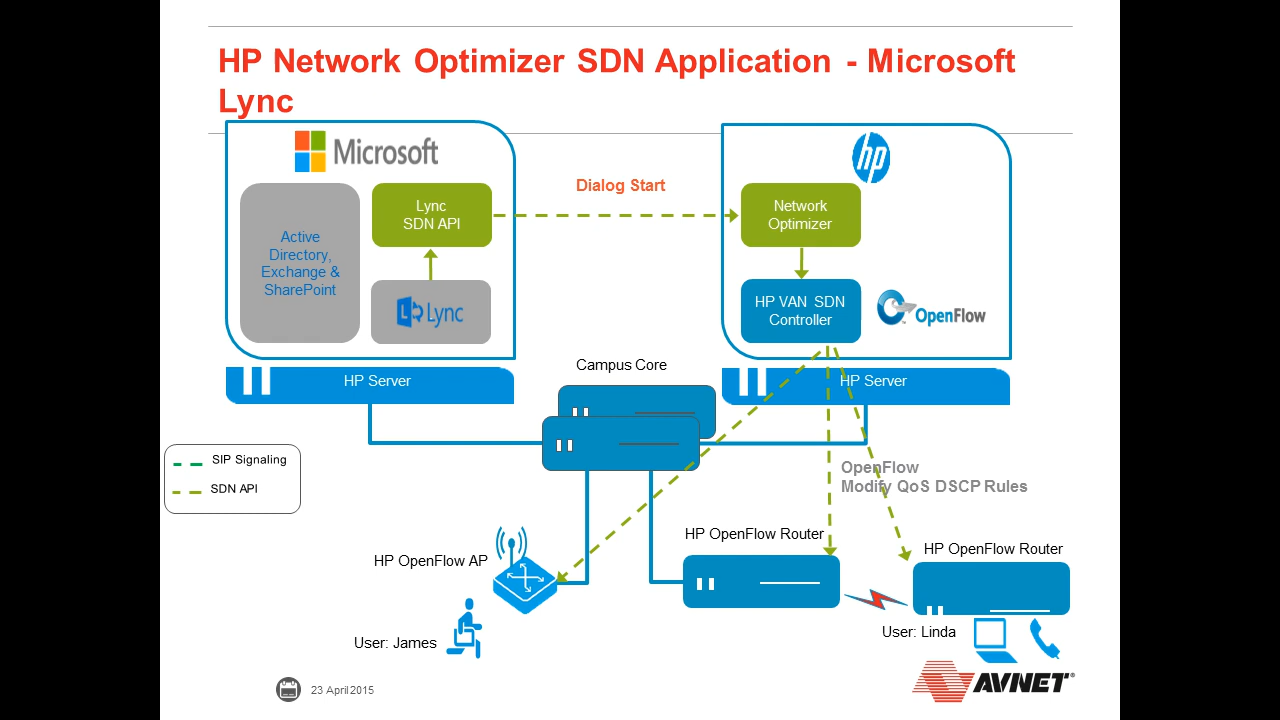 HP Network Optimizer SDN Application - Microsoft
Lync
Microsoft
hp
Active
Directory,
Exchange &
SharePoint
Lync
SDN API
Lync
Dialog Start
Network
Optimizer
HP VAN SDN
Controller
OpenFlow
HP Server
Campus Core
HP Server
SIP Signaling
SDN API
OpenFlow
Modify QoS DSCP Rules
HP OpenFlow AP
HP OpenFlow Router
HP OpenFlow Router
User: James
User: Linda
23 April 2015
AVNET